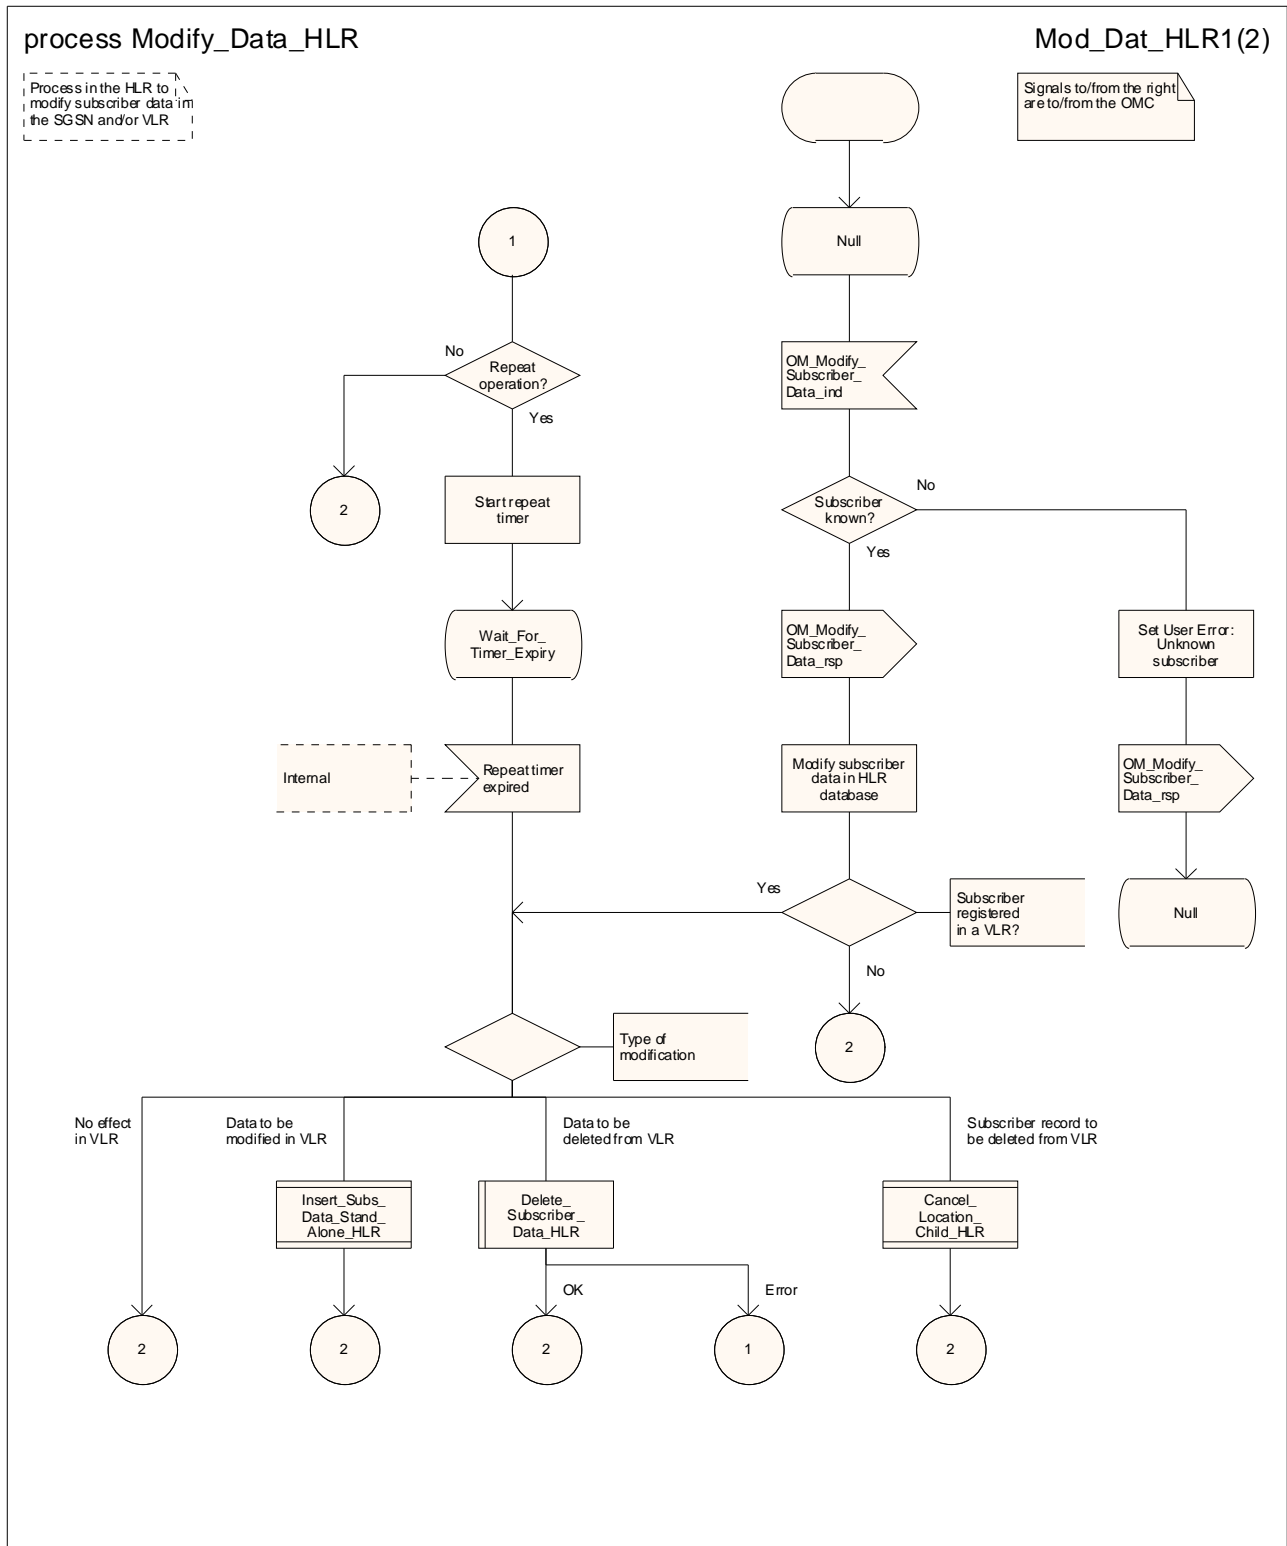 process Modify_Data_HLR
Mod_Dat_HLR1(2)
Process in the HLR to
modify subscriber data in
the SGSN and/or VLR
Signals to/from the right
are to/from the OMC
Null
1
OM_Modify_
Subscriber_
Data_ind
No
Repeat
operation?
Yes
2
Start repeat
timer
Subscriber
known?
No
Yes
Wait_For_
Timer_Expiry
OM_Modify_
Subscriber_
Data_rsp
Set User Error:
Unknown
subscriber
Internal
Repeat timer
expired
Modify subscriber
data in HLR
database
OM_Modify_
Subscriber_
Data_rsp
Yes
Subscriber
registered
in a VLR?
Null
No
2
Type of
modification
No effect
in VLR
Data to be
modified in VLR
Data to be
deleted from VLR
Subscriber record to
be deleted from VLR
Insert_Subs_
Data_Stand_
Alone_HLR
Delete_
Subscriber_
Data_HLR
Cancel_
Location_
Child_HLR
OK
Error
2
2
2
1
2